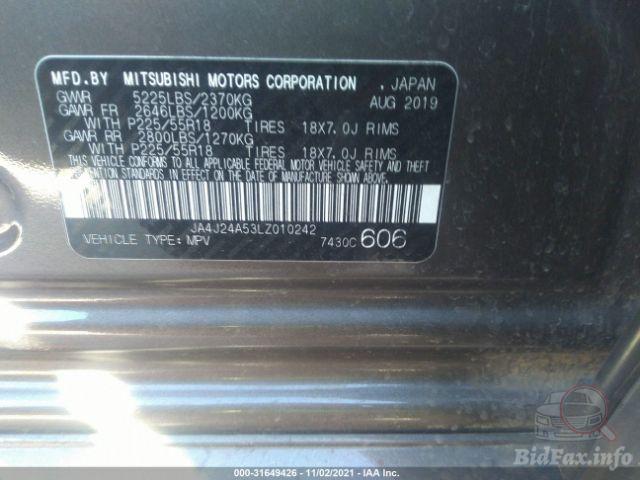 MFD.BY MITSUBISHI MOTORS CORPORATION , JAPAN
GVWR 5225LBS/2370KG AUG 2019
GAWR FR 2646LBS/1200KG
WITH P225/55R18 TIRES 18X7.0J RIMS
GAWR RR 2800LBS/1270KG
WITH P225/55R18 TIRES 18X7.0J RIMS
THIS VEHICLE CONFORMS TO ALL APPLICABLE FEDERAL MOTOR VEHICLE SAFETY AND THEFT
PREVENTION STANDARDS IN EFFECT ON THE DATE OF MANUFACTURE SHOWN ABOVE.
JA4J24A53LZ010242
VEHICLE TYPE: MPV 7430C 606
BidFax.info
000-31649426 - 11/02/2021 - IAA Inc.